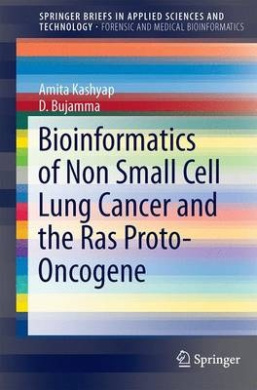 SPRINGER BRIEFS IN APPLIED SCIENCES AND
TECHNOLOGY · FORENSIC AND MEDICAL BIOINFORMATICS
Amita Kashyap
D. Bujamma
Bioinformatics
of Non Small Cell
Lung Cancer and
the Ras Proto-
Oncogene
Springer